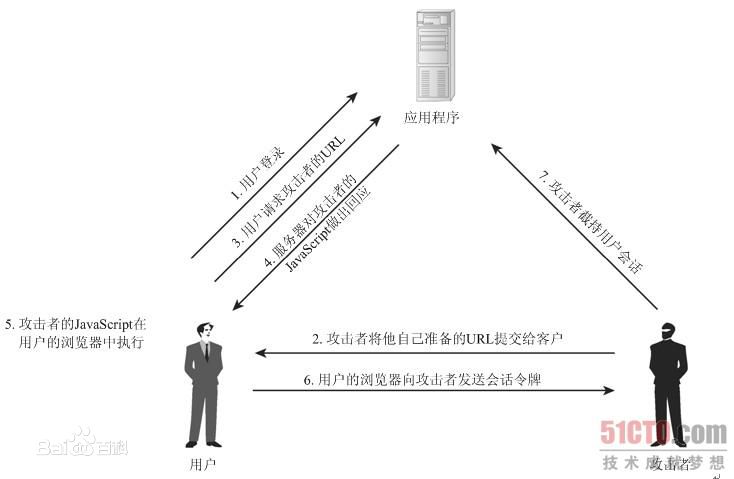 应用程序
1. 用户登录
3. 用户请求攻击者的URL
4. 服务器对攻击者的
JavaScript做出回应
7. 攻击者截持用户会话
5. 攻击者的JavaScript在
用户的浏览器中执行
2. 攻击者将他自己准备的URL提交给客户
6. 用户的浏览器向攻击者发送会话令牌
用户
攻击者
Bai百科
51CTO.com
技术成就梦想